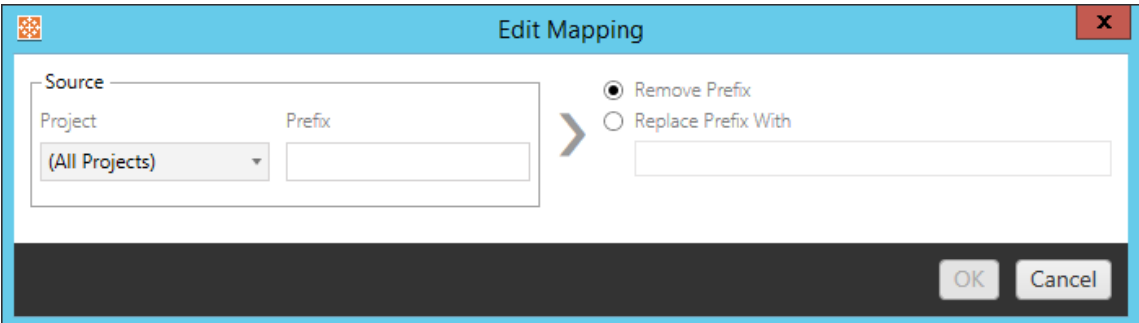 Edit Mapping
x
Source
Project
Prefix
(All Projects)
Remove Prefix
Replace Prefix With
OK
Cancel